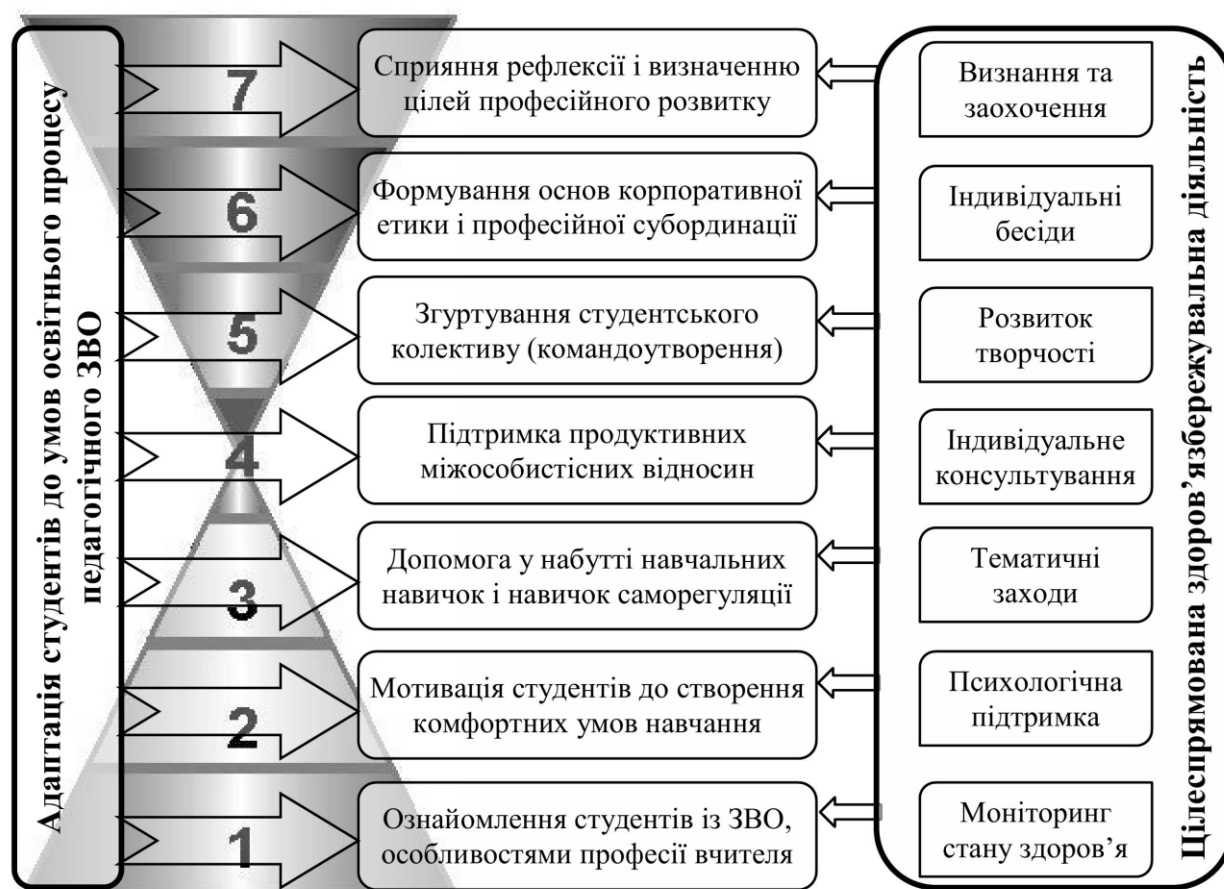 Адаптація студентів до умов освітнього процесу
педагогічного ЗВО
7
Сприяння рефлексії і визначенню
цілей професійного розвитку
Визнання та
заохочення
6
Формування основ корпоративної
етики і професійної субординації
Індивідуальні
бесіди
5
Згуртування студентського
колективу (командоутворення)
Розвиток
творчості
4
Підтримка продуктивних
міжособистісних відносин
Індивідуальне
консультування
3
Допомога у набутті навчальних
навичок і навичок саморегуляції
Тематичні
заходи
2
Мотивація студентів до створення
комфортних умов навчання
Психологічна
підтримка
1
Ознайомлення студентів із ЗВО,
особливостями професії вчителя
Моніторинг
стану здоров’я
Цілеспрямована здоров’язбережувальна діяльність